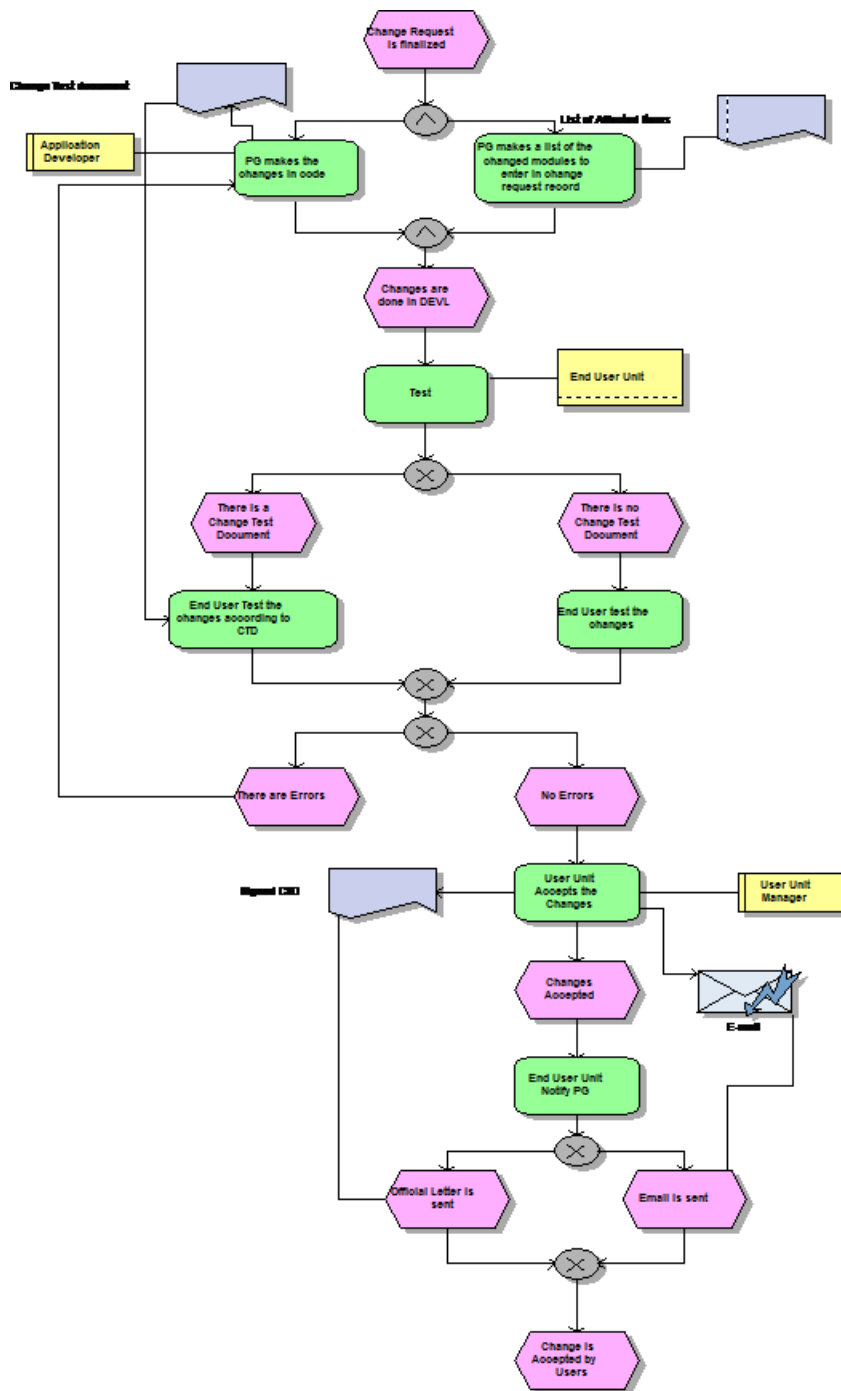 Change Request
is finalized
Change Test document
List of Affected Items
Application
Developer
PG makes the
changes in code
PG makes a list of the
changed modules to
enter in change
request record
Changes are
done in DEVL
Test
End User Unit
There is a
Change Test
Document
There is no
Change Test
Document
End User Test the
changes according to
CTD
End User test the
changes
There are Errors
No Errors
Signed CTD
User Unit
Accepts the
Changes
User Unit
Manager
Changes
Accepted
E-mail
End User Unit
Notify PG
Official Letter is
sent
Email is sent
Change is
Accepted by
Users